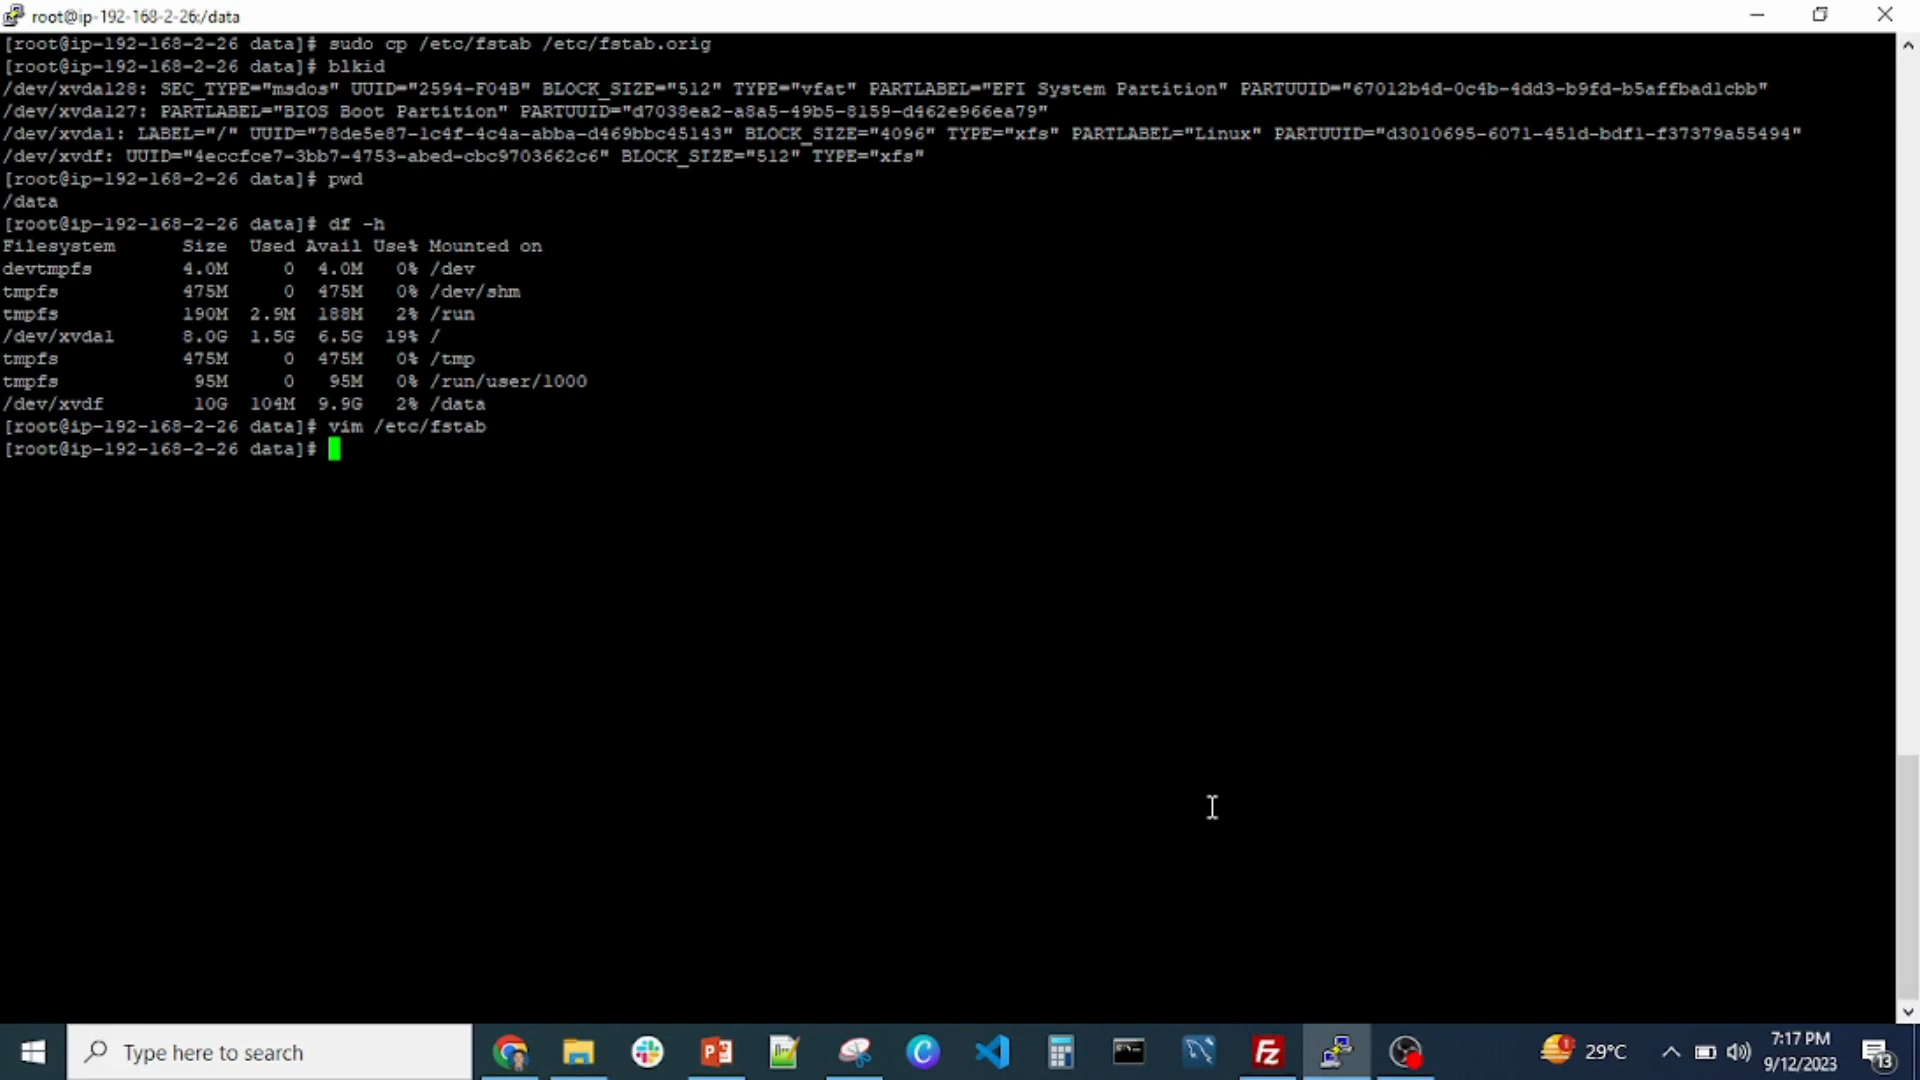 root@ip-192-168-2-26:/data
[root@ip-192-168-2-26 data]# sudo cp /etc/fstab /etc/fstab.orig
[root@ip-192-168-2-26 data]# blkid
/dev/xvda128: SEC_TYPE="msdos" UUID="2594-F04B" BLOCK_SIZE="512" TYPE="vfat" PARTLABEL="EFI System Partition" PARTUUID="67012b4d-0c4b-4dd3-b9fd-b5affbad1cbb"
/dev/xvda127: PARTLABEL="BIOS Boot Partition" PARTUUID="d7038ea2-a8a5-49b5-8159-d462e966ea79"
/dev/xvda1: LABEL="/" UUID="78de5e87-1c4f-4c4a-abba-d469bbc45143" BLOCK_SIZE="4096" TYPE="xfs" PARTLABEL="Linux" PARTUUID="d3010695-6071-451d-bdf1-f37379a55494"
/dev/xvdf: UUID="4eccfce7-3bb7-4753-abed-cbc9703662c6" BLOCK_SIZE="512" TYPE="xfs"
[root@ip-192-168-2-26 data]# pwd
/data
[root@ip-192-168-2-26 data]# df -h
Filesystem Size Used Avail Use% Mounted on
devtmpfs 4.0M 0 4.0M 0% /dev
tmpfs 475M 0 475M 0% /dev/shm
tmpfs 190M 2.9M 188M 2% /run
/dev/xvda1 8.0G 1.5G 6.5G 19% /
tmpfs 475M 0 475M 0% /tmp
tmpfs 95M 0 95M 0% /run/user/1000
/dev/xvdf 10G 104M 9.9G 2% /data
[root@ip-192-168-2-26 data]# vim /etc/fstab
[root@ip-192-168-2-26 data]#
Type here to search
29°C
7:17 PM
9/12/2023
13